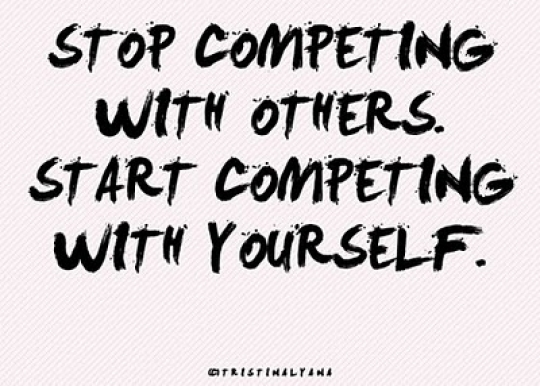 STOP COMPETING
WITH OTHERS.
START COMPETING
WITH YOURSELF.
©TRISTINALYANA